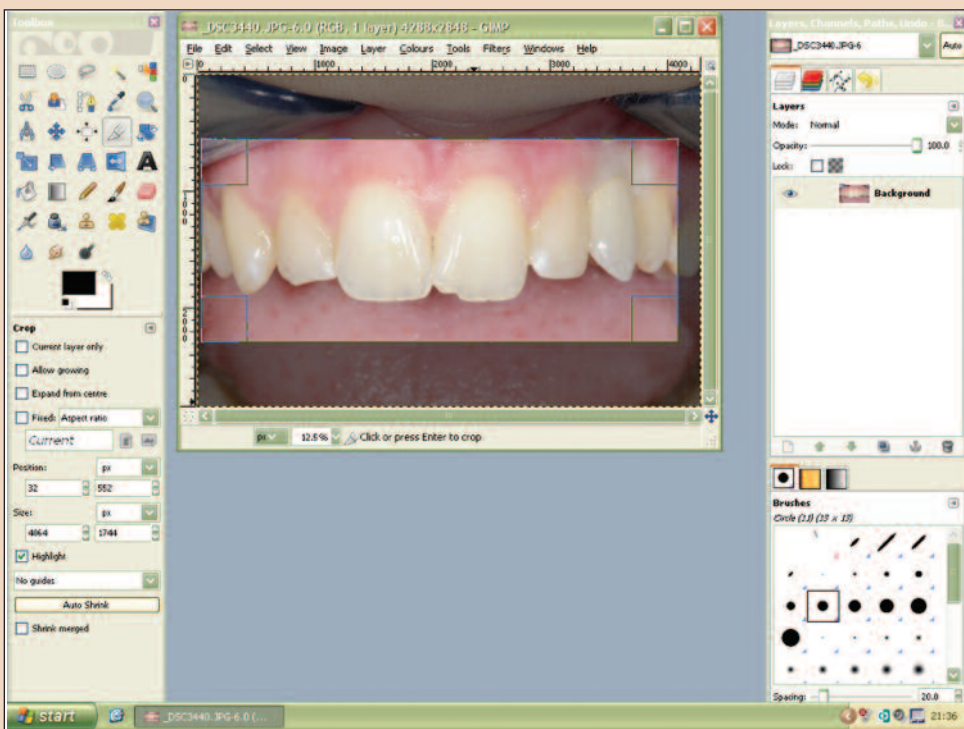 Toolbox
_DSC3440.JPG-6.0 (RGB, 1 layer) 4288x2848 – GIMP
File Edit Select View Image Layer Colours Tools Filters Windows Help
0 1000 2000 3000 4000
0
1000
2000
px 12.5% Click or press Enter to crop
Crop
Current layer only
Allow growing
Expand from centre
Fixed: Aspect ratio
Current
Position: px
32 552
Size: px
4064 1744
Highlight
No guides
Auto Shrink
Shrink merged
Layers, Channels, Paths, Undo - B...
_DSC3440.JPG-6 Auto
Layers
Mode: Normal
Opacity: 100.0
Lock:
Background
Brushes
Circle (13) (13 x 13)
Spacing: 20.0
start _DSC3440.JPG-6.0 (... 21:36